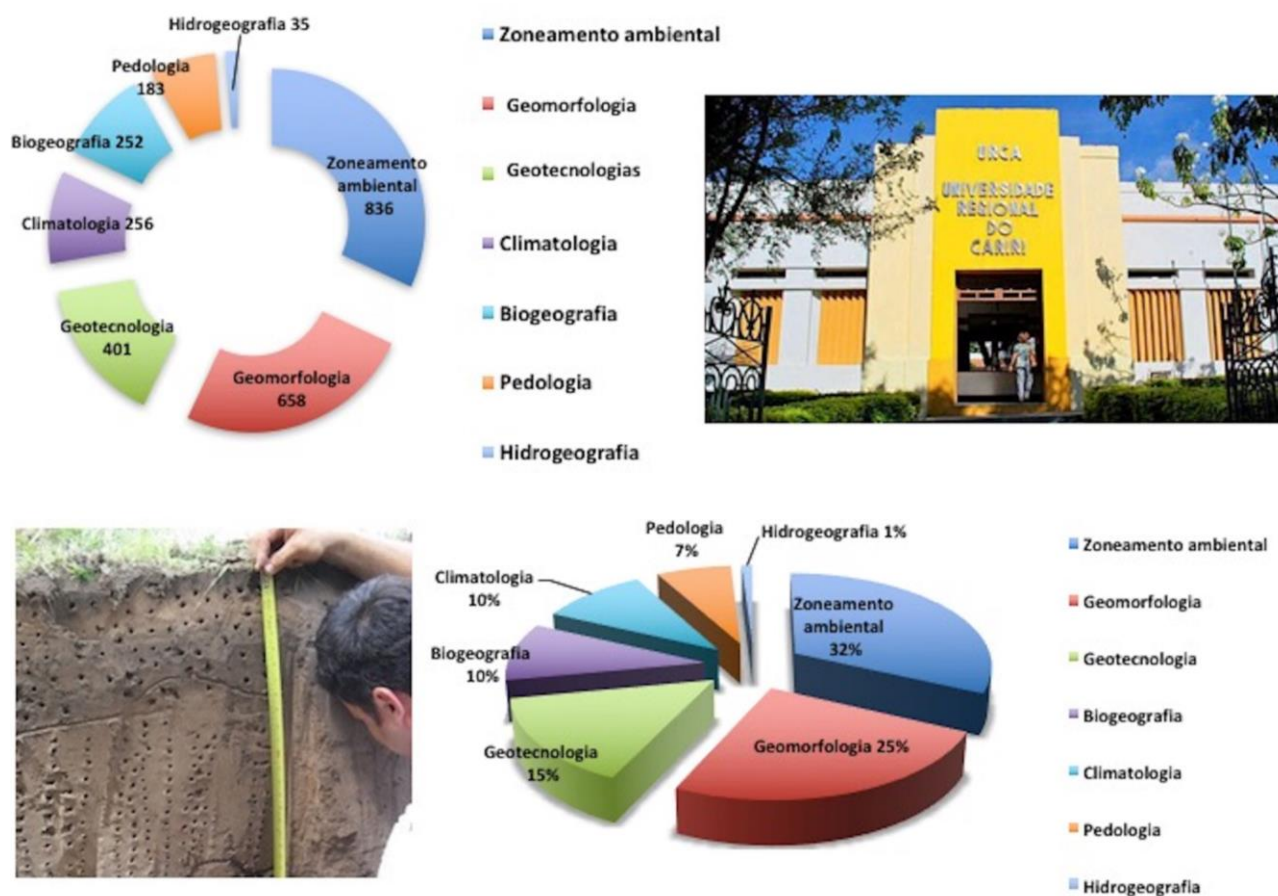 Hidrogeografia 35
Pedologia
183
Biogeografia 252
Climatologia 256
Geotecnologia
401
Geomorfologia
658
Zoneamento
ambiental
836
Zoneamento ambiental
Geomorfologia
Geotecnologias
Climatologia
Biogeografia
Pedologia
Hidrogeografia
URCA
UNIVERSIDADE
REGIONAL
DO
CARIRI
Pedologia
7%
Hidrogeografia 1%
Climatologia
10%
Biogeografia
10%
Geotecnologia
15%
Geomorfologia 25%
Zoneamento
ambiental
32%
Zoneamento ambiental
Geomorfologia
Geotecnologia
Biogeografia
Climatologia
Pedologia
Hidrogeografia